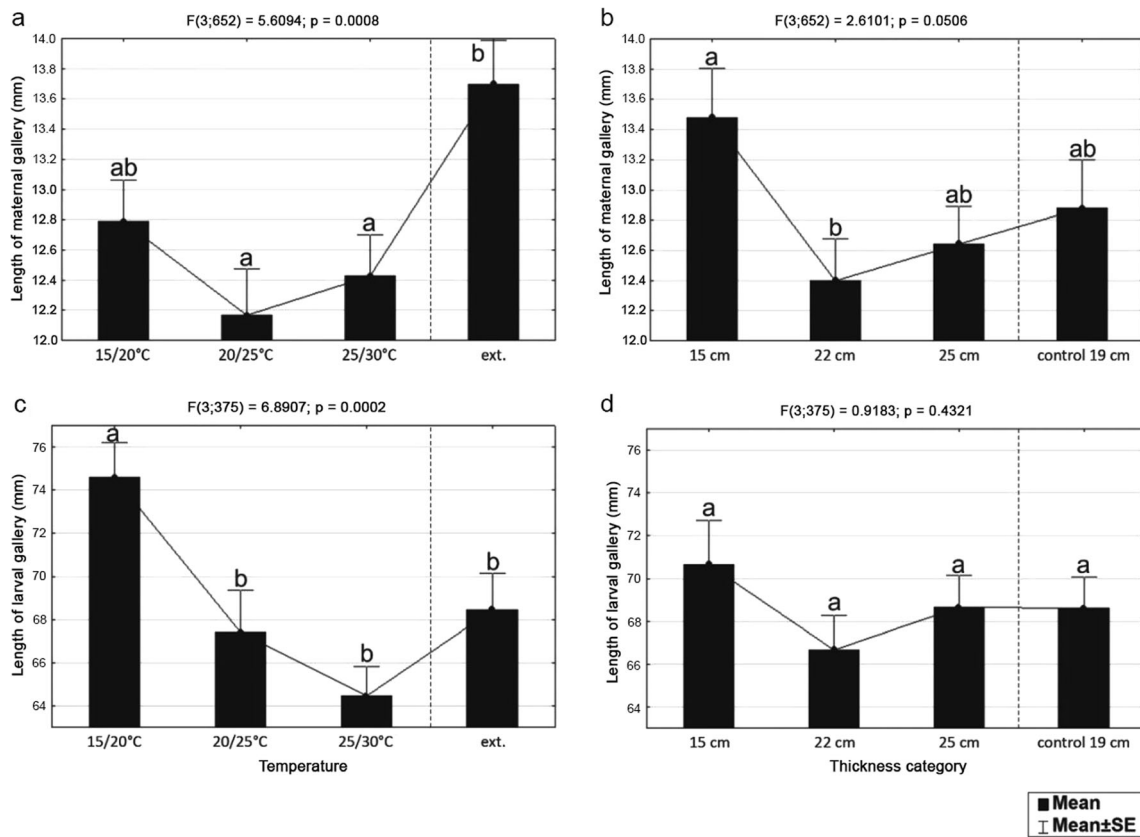 a
F(3;652) = 5.6094; p = 0.0008
Length of maternal gallery (mm)
14.0
13.8
13.6
13.4
13.2
13.0
12.8
12.6
12.4
12.2
12.0
ab
a
a
b
15/20°C
20/25°C
25/30°C
ext.
b
F(3;652) = 2.6101; p = 0.0506
Length of maternal gallery (mm)
14.0
13.8
13.6
13.4
13.2
13.0
12.8
12.6
12.4
12.2
12.0
a
b
ab
ab
15 cm
22 cm
25 cm
control 19 cm
c
F(3;375) = 6.8907; p = 0.0002
Length of larval gallery (mm)
76
74
72
70
68
66
64
a
b
b
b
15/20°C
20/25°C
25/30°C
ext.
Temperature
d
F(3;375) = 0.9183; p = 0.4321
Length of larval gallery (mm)
76
74
72
71
70
68
66
64
63
a
a
a
a
15 cm
22 cm
25 cm
control 19 cm
Thickness category
Mean
Mean±SE